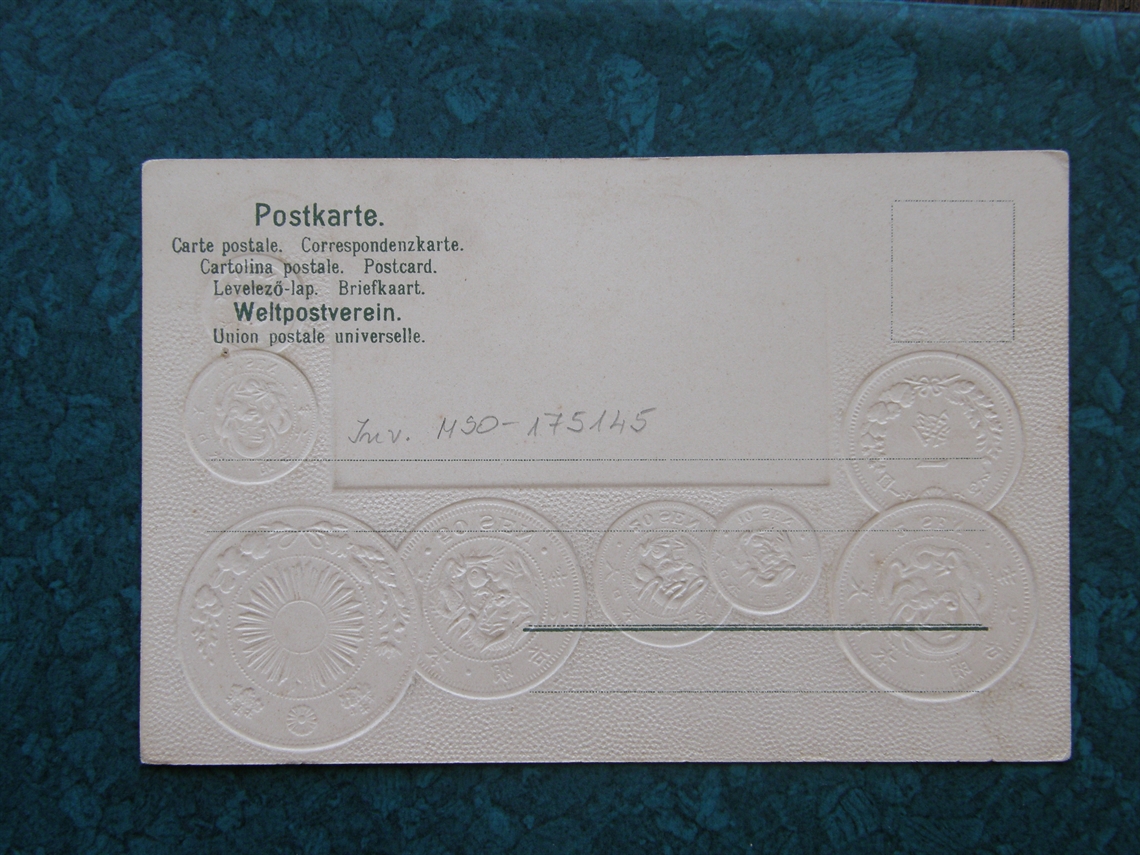 Postkarte.
Carte postale. Correspondenzkarte.
Cartolina postale. Postcard.
Levelező-lap. Briefkaart.
Weltpostverein.
Union postale universelle.
Inv. MSO-175145